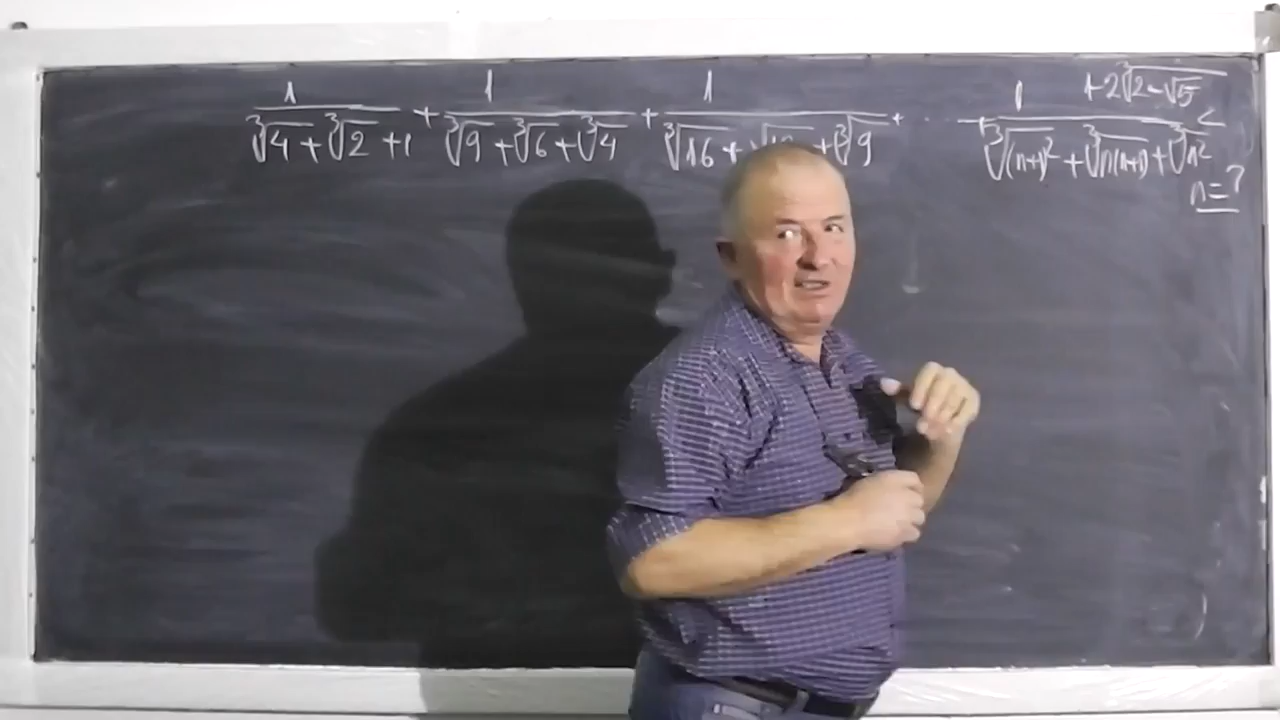 1/(∛4 + ∛2 + 1) + 1/(∛9 + ∛6 + ∛4) + 1/(∛16 + ∛9) + ... 1/(∛(n+1)² + ∛n(n+1) + ∛n²) <
1+2∛2-√5
n=?